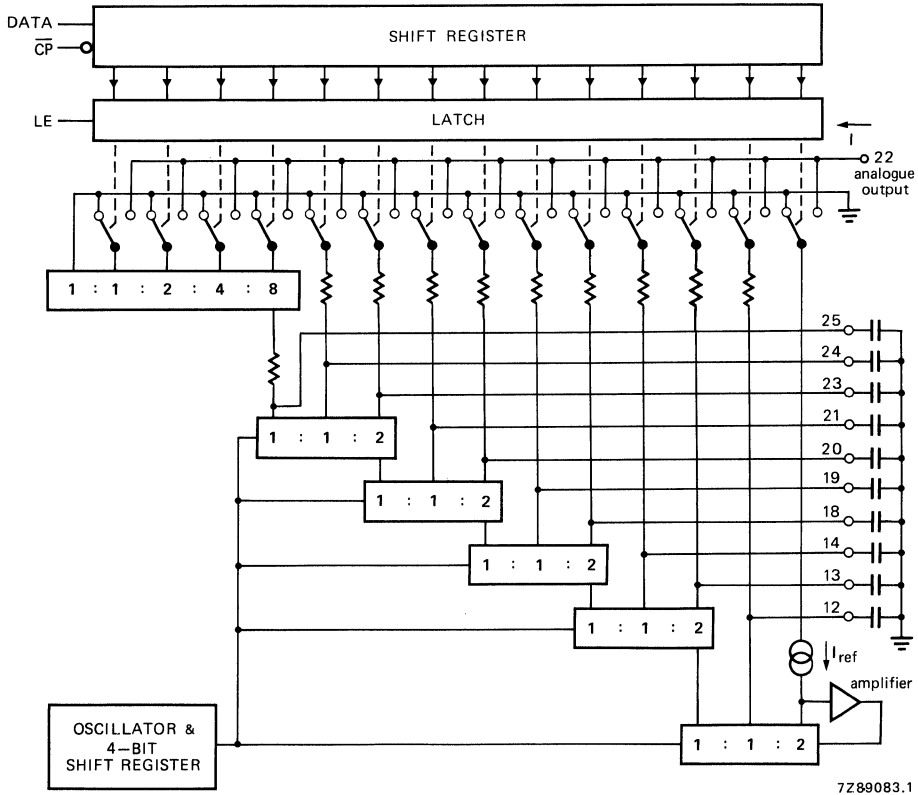 DATA
SHIFT REGISTER
CP
LE
LATCH
I
22
analogue
output
1 : 1 : 2 : 4 : 8
25
24
23
21
1 : 1 : 2
20
19
1 : 1 : 2
18
14
1 : 1 : 2
13
12
1 : 1 : 2
Iref
amplifier
OSCILLATOR &
4-BIT
SHIFT REGISTER
1 : 1 : 2
7Z89083.1